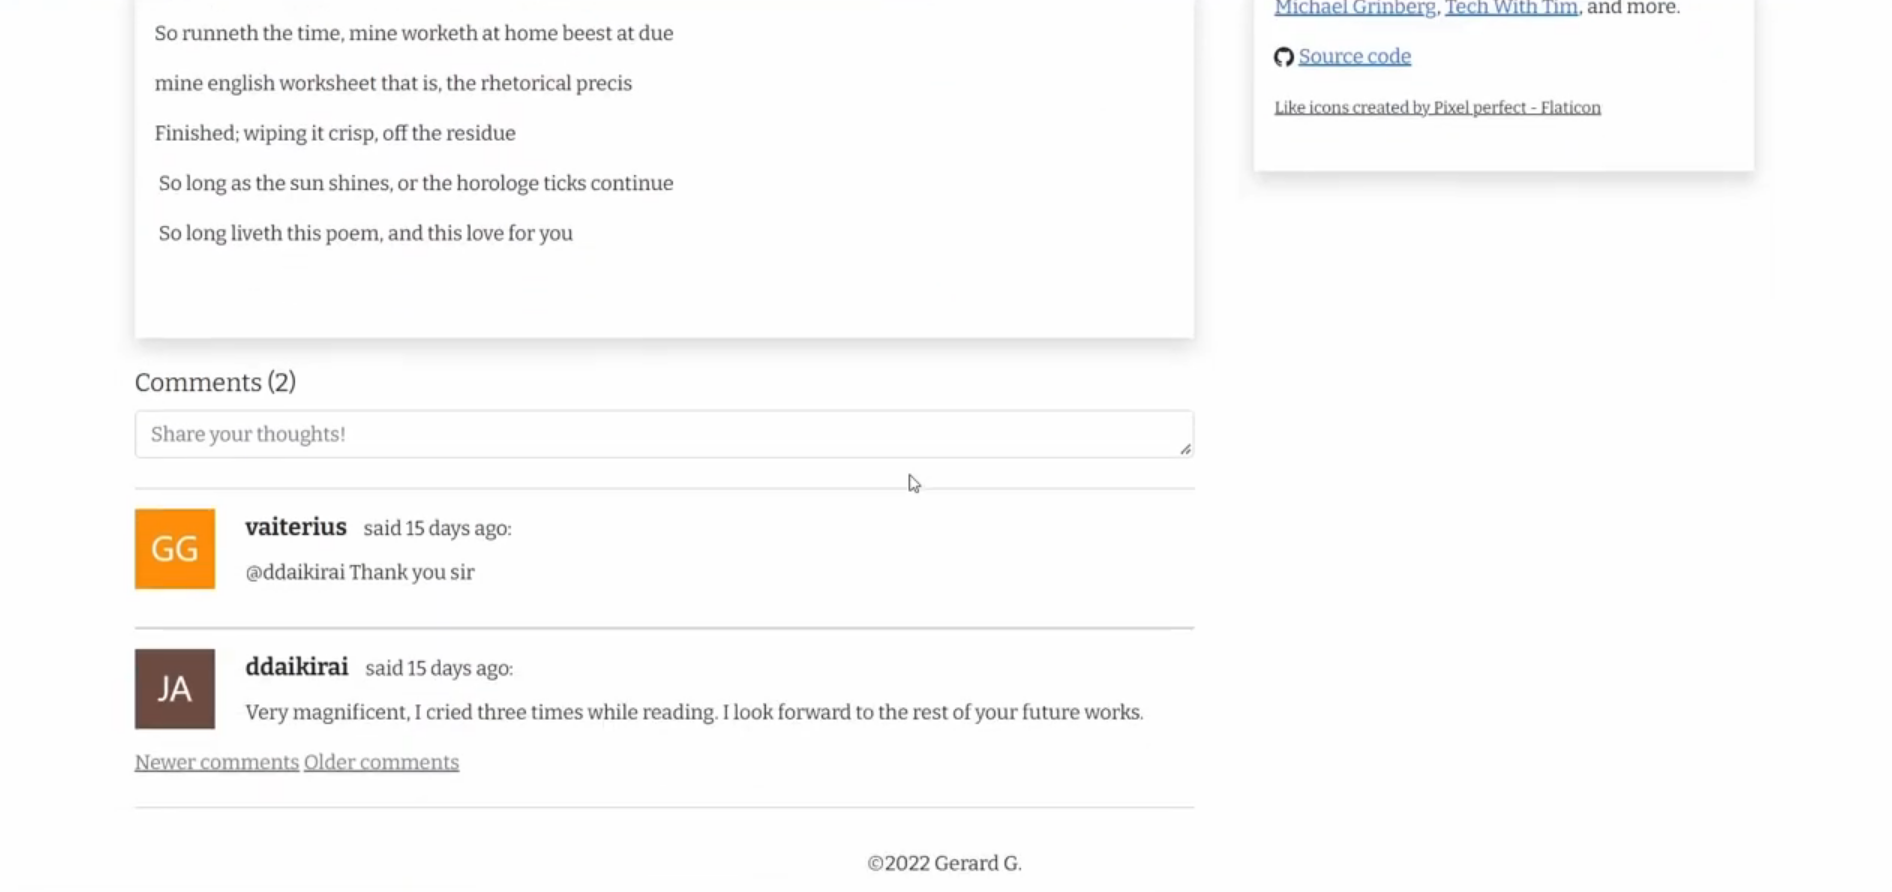 So runneth the time, mine worketh at home beest at due
mine english worksheet that is, the rhetorical precis
Finished; wiping it crisp, off the residue
So long as the sun shines, or the horologe ticks continue
So long liveth this poem, and this love for you
Michael Grinberg, Tech With Tim, and more.
Source code
Like icons created by Pixel perfect - Flaticon
Comments (2)
Share your thoughts!
GG
vaiterius said 15 days ago:
@ddaikirai Thank you sir
JA
ddaikirai said 15 days ago:
Very magnificent, I cried three times while reading. I look forward to the rest of your future works.
Newer comments Older comments
©2022 Gerard G.